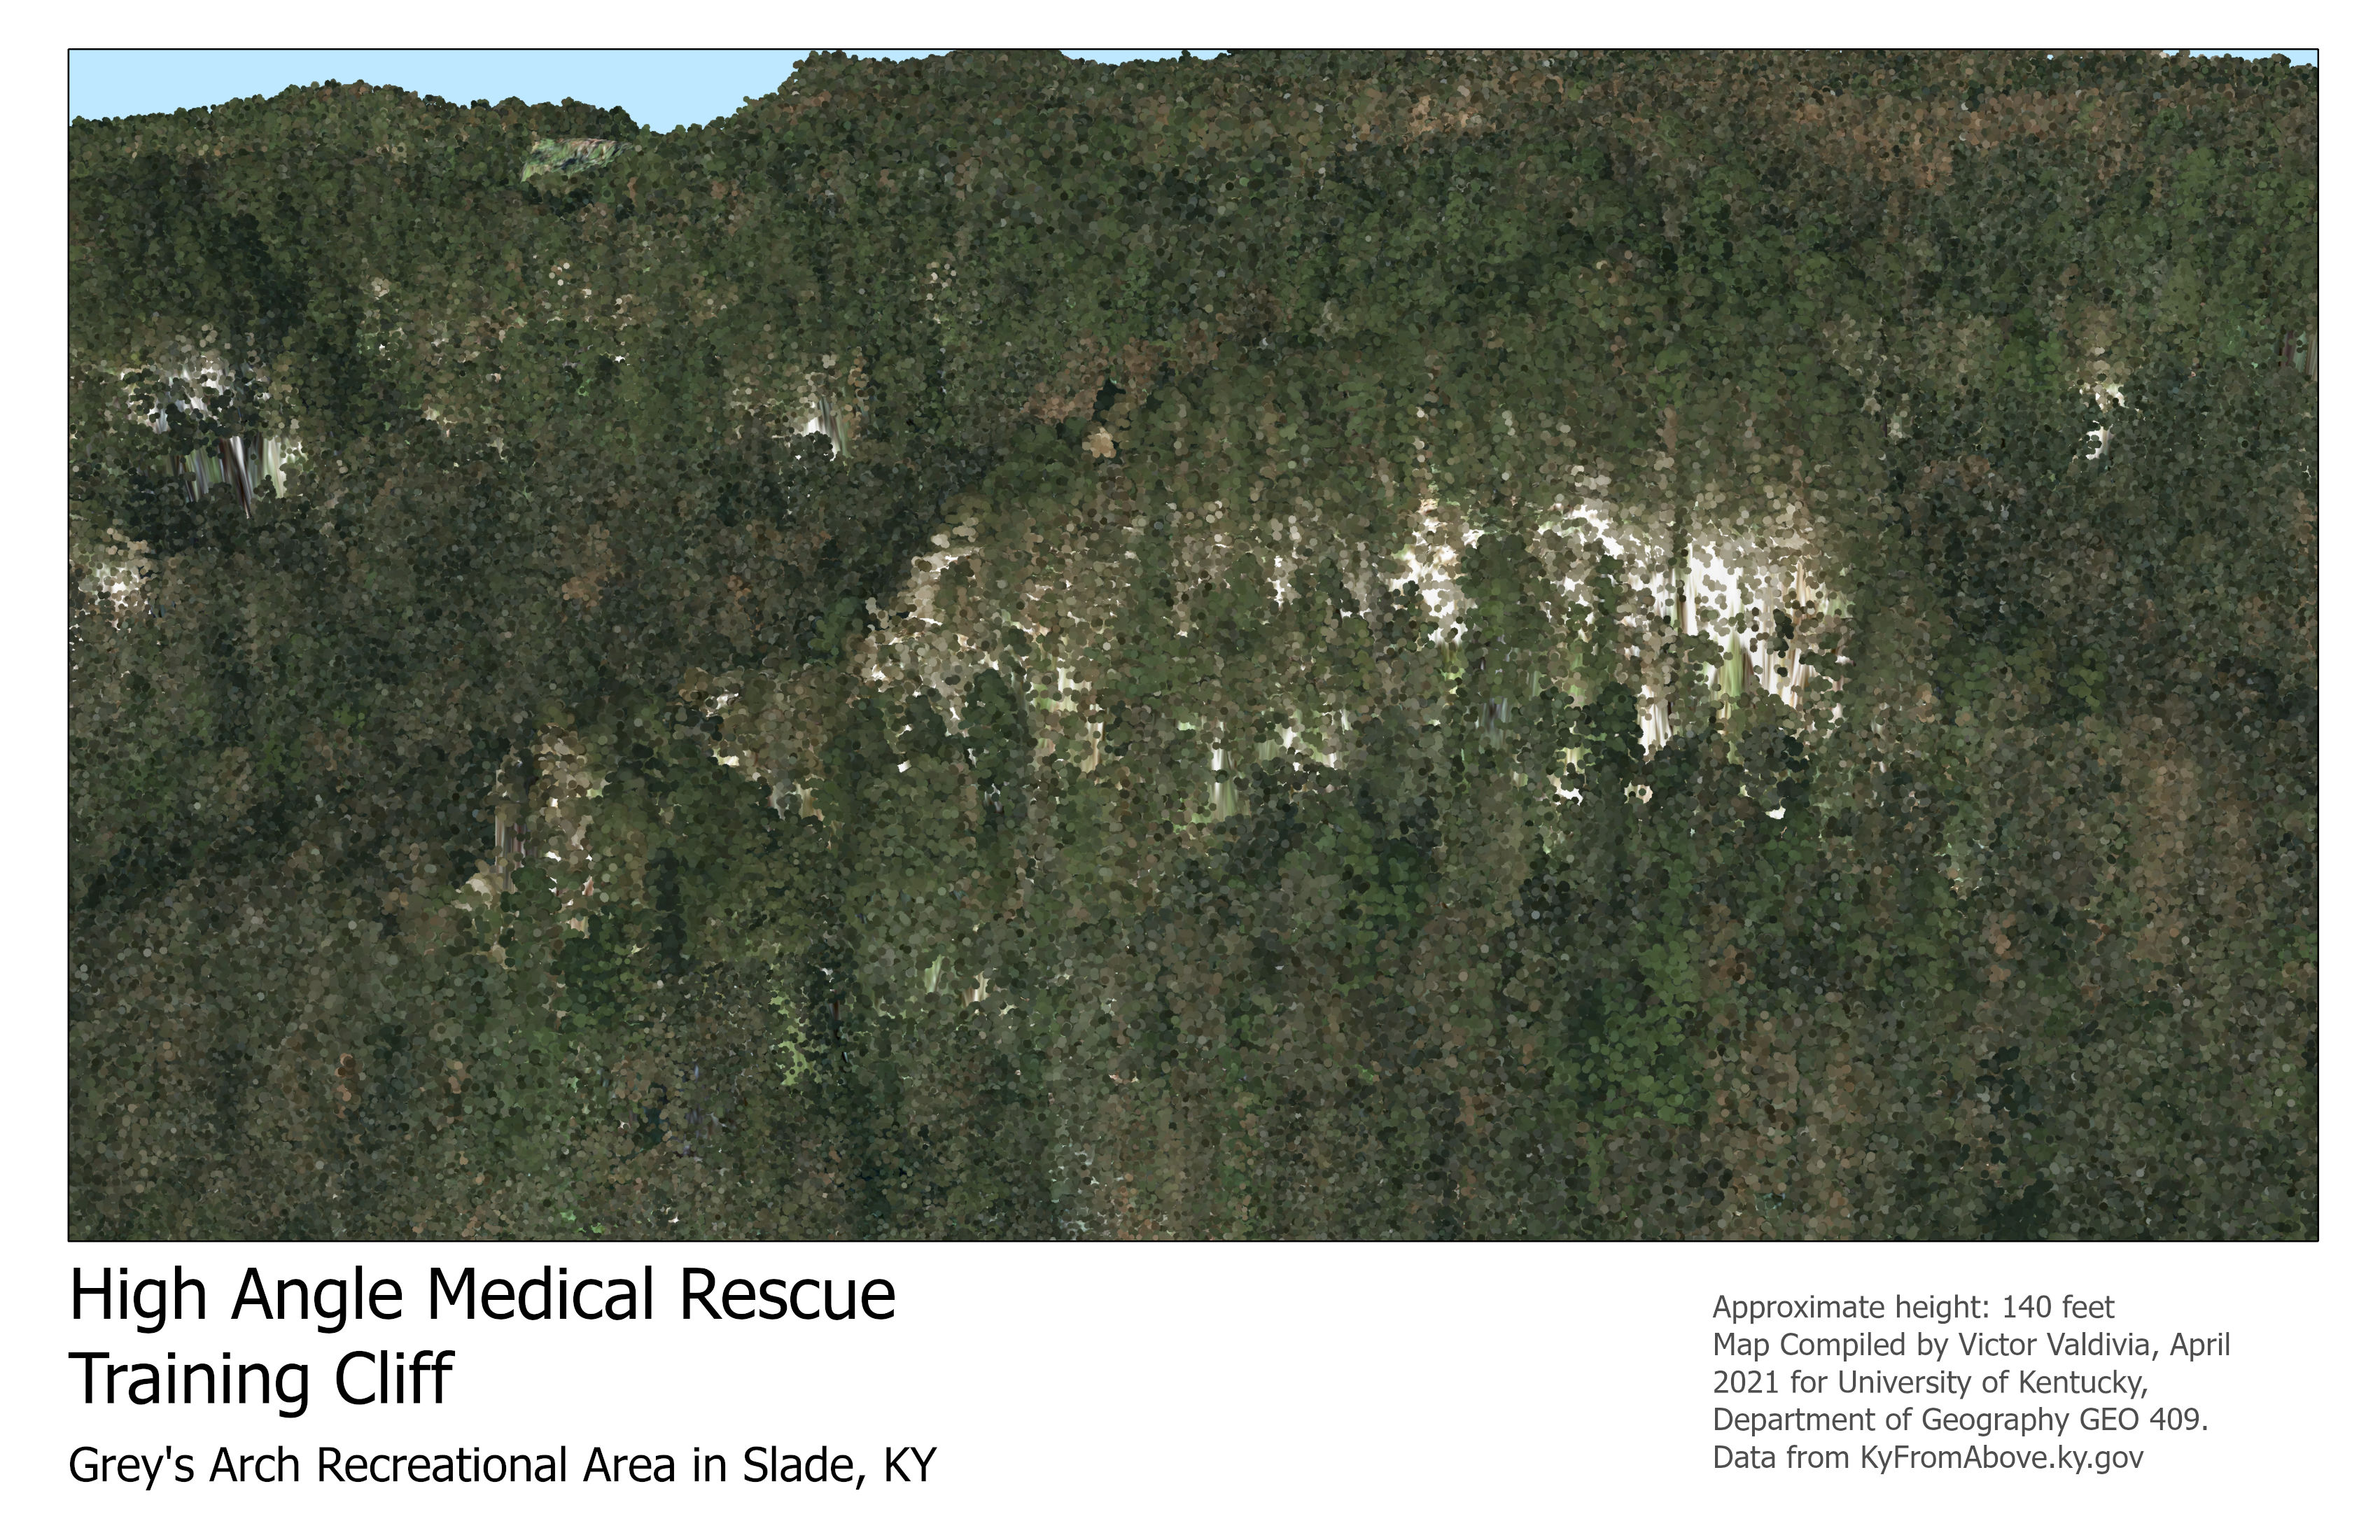 High Angle Medical Rescue
Training Cliff
Grey's Arch Recreational Area in Slade, KY
Approximate height: 140 feet
Map Compiled by Victor Valdivia, April
2021 for University of Kentucky,
Department of Geography GEO 409.
Data from KyFromAbove.ky.gov